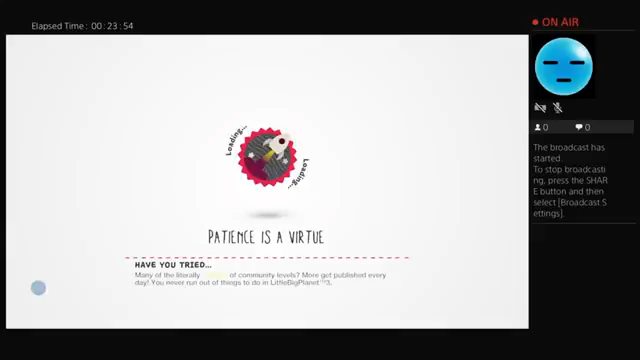 Elapsed Time : 00:23:54
ON AIR
Loading...
Loading...
0 0
PATIENCE IS A VIRTUE
The broadcast has
started.
To stop broadcasti
ng, press the SHAR
E button and then
select [Broadcast S
ettings].
HAVE YOU TRIED...
Many of the literally of community levels? More get published every
day! You never run out of things to do in LittleBigPlanet™3.